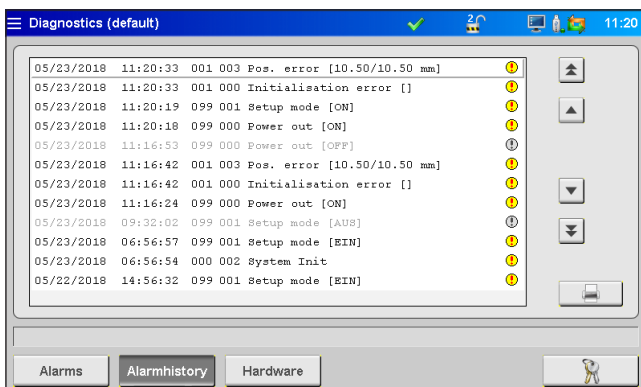 Diagnostics (default) 2 11:20
05/23/2018 11:20:33 001 003 Pos. error [10.50/10.50 mm]
05/23/2018 11:20:33 001 000 Initialisation error []
05/23/2018 11:20:19 099 001 Setup mode [ON]
05/23/2018 11:20:18 099 000 Power out [ON]
05/23/2018 11:16:53 099 000 Power out [OFF]
05/23/2018 11:16:42 001 003 Pos. error [10.50/10.50 mm]
05/23/2018 11:16:42 001 000 Initialisation error []
05/23/2018 11:16:24 099 000 Power out [ON]
05/23/2018 09:32:02 099 001 Setup mode [AUS]
05/23/2018 06:56:57 099 001 Setup mode [EIN]
05/23/2018 06:56:54 000 002 System Init
05/22/2018 14:56:32 099 001 Setup mode [EIN]
Alarms Alarmhistory Hardware